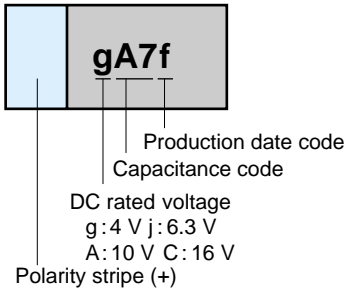 gA7f
Production date code
Capacitance code
DC rated voltage
g:4 V j:6.3 V
A:10 V C:16 V
Polarity stripe (+)